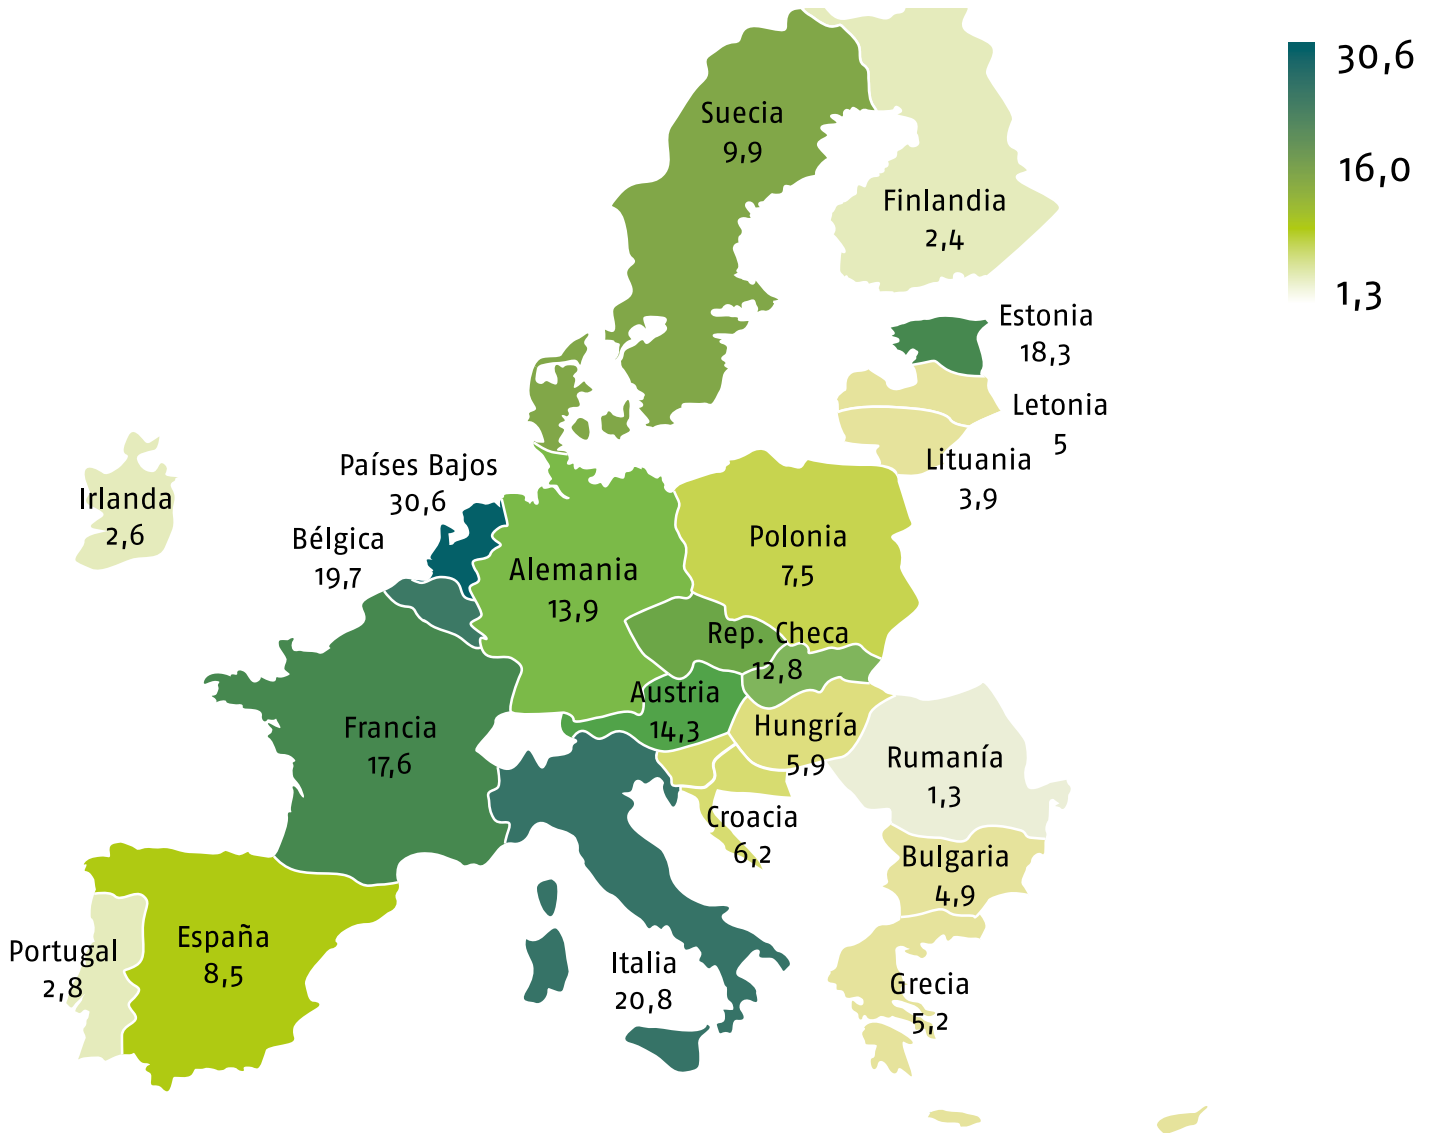 30,6
16,0
1,3
Suecia
9,9
Finlandia
2,4
Estonia
18,3
Letonia
5
Lituania
3,9
Países Bajos
30,6
Irlanda
2,6
Bélgica
19,7
Alemania
13,9
Polonia
7,5
Rep. Checa
12,8
Austria
14,3
Francia
17,6
Hungría
5,9
Rumanía
1,3
Croacia
6,2
Bulgaria
4,9
España
8,5
Portugal
2,8
Italia
20,8
Grecia
5,2